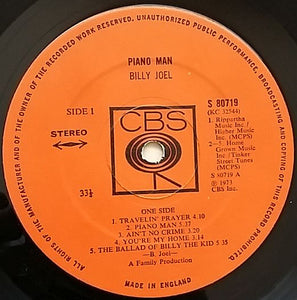 ALL RIGHTS OF THE MANUFACTURER AND OF THE OWNER OF THE RECORDED WORK RESERVED. UNAUTHORIZED PUBLIC PERFORMANCE, BROADCASTING AND COPYING OF THIS RECORD PROHIBITED.
PIANO MAN
BILLY JOEL
SIDE 1
STEREO
33⅓
CBS
S 80719
(KC 32544)
1. Rippartha
Music Inc./
Higher Music
Inc. (MCPS)
2–5. Home
Grown Music
Inc/Tinker
Street Tunes
(MCPS)
S 80719 A
℗ 1973
CBS Inc.
ONE SIDE
1. TRAVELIN' PRAYER 4.10
2. PIANO MAN 5.37
3. AIN'T NO CRIME 3.20
4. YOU'RE MY HOME 3.14
5. THE BALLAD OF BILLY THE KID 5.35
—B. Joel—
A Family Production
MADE IN ENGLAND